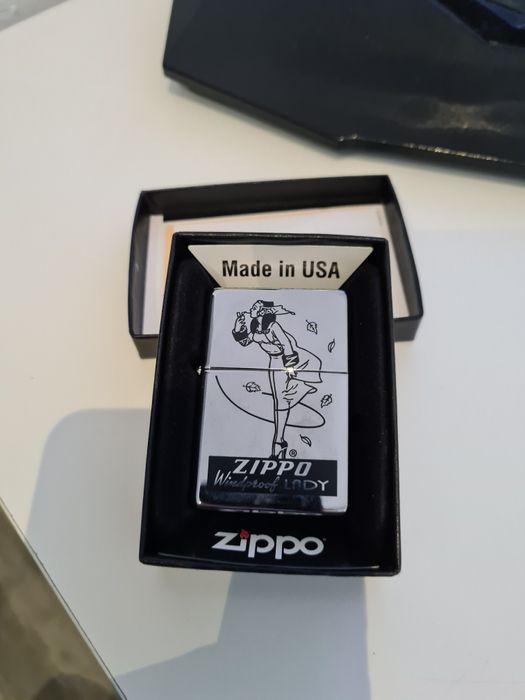 Made in USA
®
ZIPPO
Windproof LADY
zippo